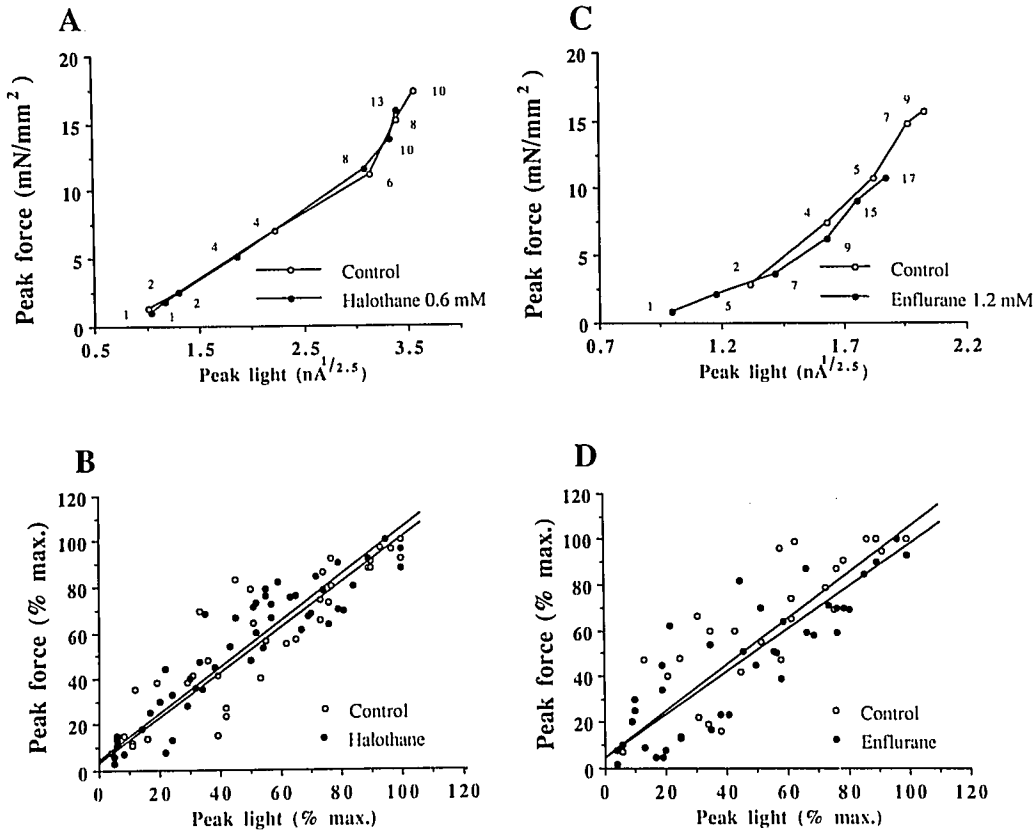 A
Peak force (mN/mm²)
20
15
10
5
0
0.5 1.5 2.5 3.5
Peak light (nA^1/2.5)
1
2
1
2
4
4
8
6
13
10
8
10
Control
Halothane 0.6 mM
C
Peak force (mN/mm²)
20
15
10
5
0
0.7 1.2 1.7 2.2
Peak light (nA^1/2.5)
1
5
2
7
4
9
5
15
7
17
9
Control
Enflurane 1.2 mM
B
Peak force (% max.)
120
100
80
60
40
20
0
0 20 40 60 80 100 120
Peak light (% max.)
Control
Halothane
D
Peak force (% max.)
120
100
80
60
40
20
0
0 20 40 60 80 100 120
Peak light (% max.)
Control
Enflurane